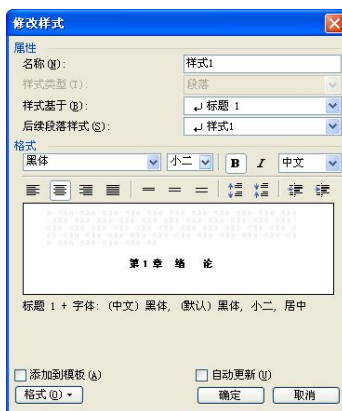 修改样式
属性
名称(N): 样式1
样式类型(T): 段落
样式基于(B): ↵ 标题 1
后续段落样式(S): ↵ 样式1
格式
黑体 小二 B I 中文
第 1 章 绪 论
标题 1 + 字体: (中文) 黑体, (默认) 黑体, 小二, 居中
添加到模板(A) 自动更新(U)
格式(O) 确定 取消